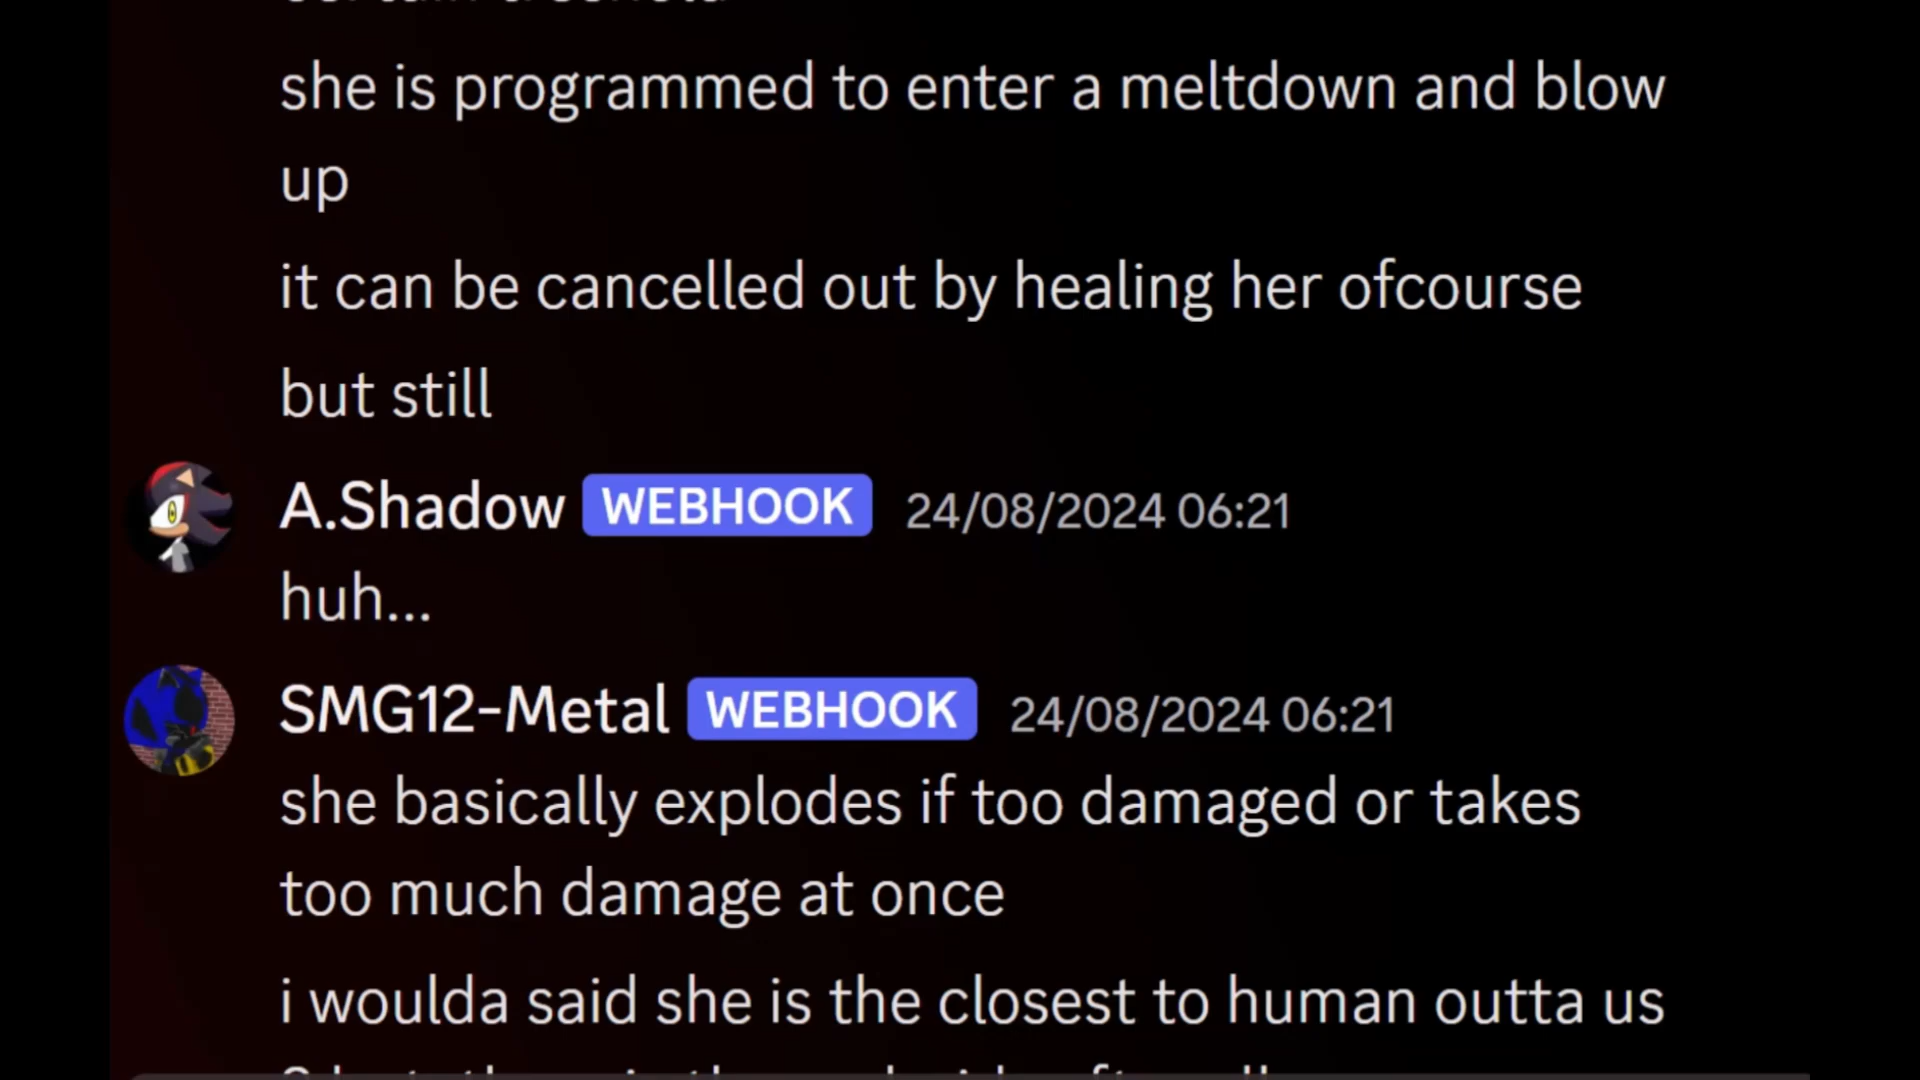 she is programmed to enter a meltdown and blow
up
it can be cancelled out by healing her ofcourse
but still
A.Shadow WEBHOOK 24/08/2024 06:21
huh...
SMG12-Metal WEBHOOK 24/08/2024 06:21
she basically explodes if too damaged or takes
too much damage at once
i woulda said she is the closest to human outta us